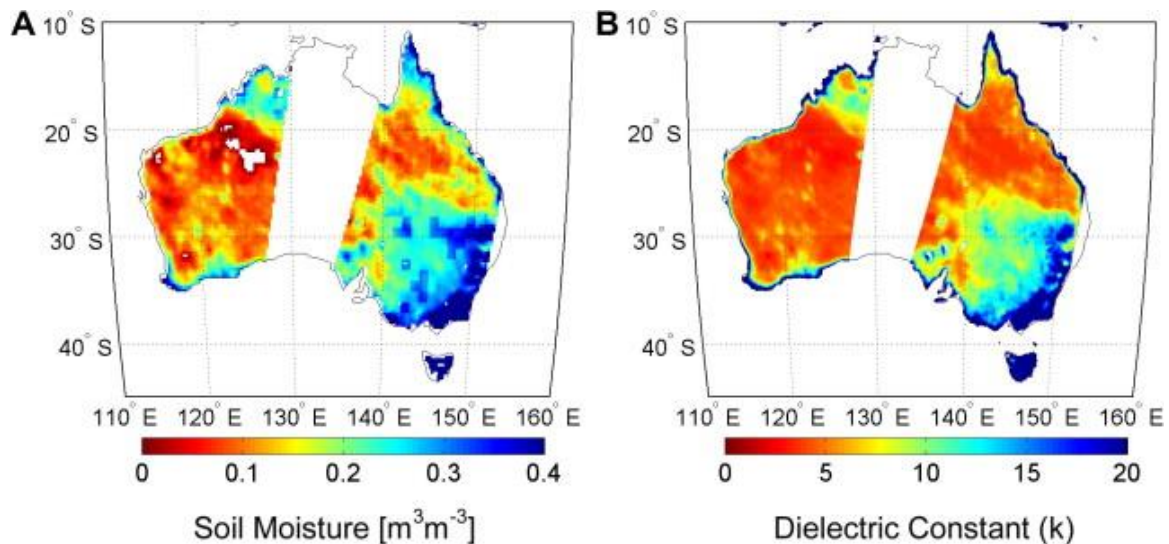 A
B
10° S
20° S
30° S
40° S
110° E 120° E 130° E 140° E 150° E 160° E
110° E 120° E 130° E 140° E 150° E 160° E
10° S
20° S
30° S
40° S
0 0.1 0.2 0.3 0.4
0 5 10 15 20
Soil Moisture [m³m⁻³]
Dielectric Constant (k)